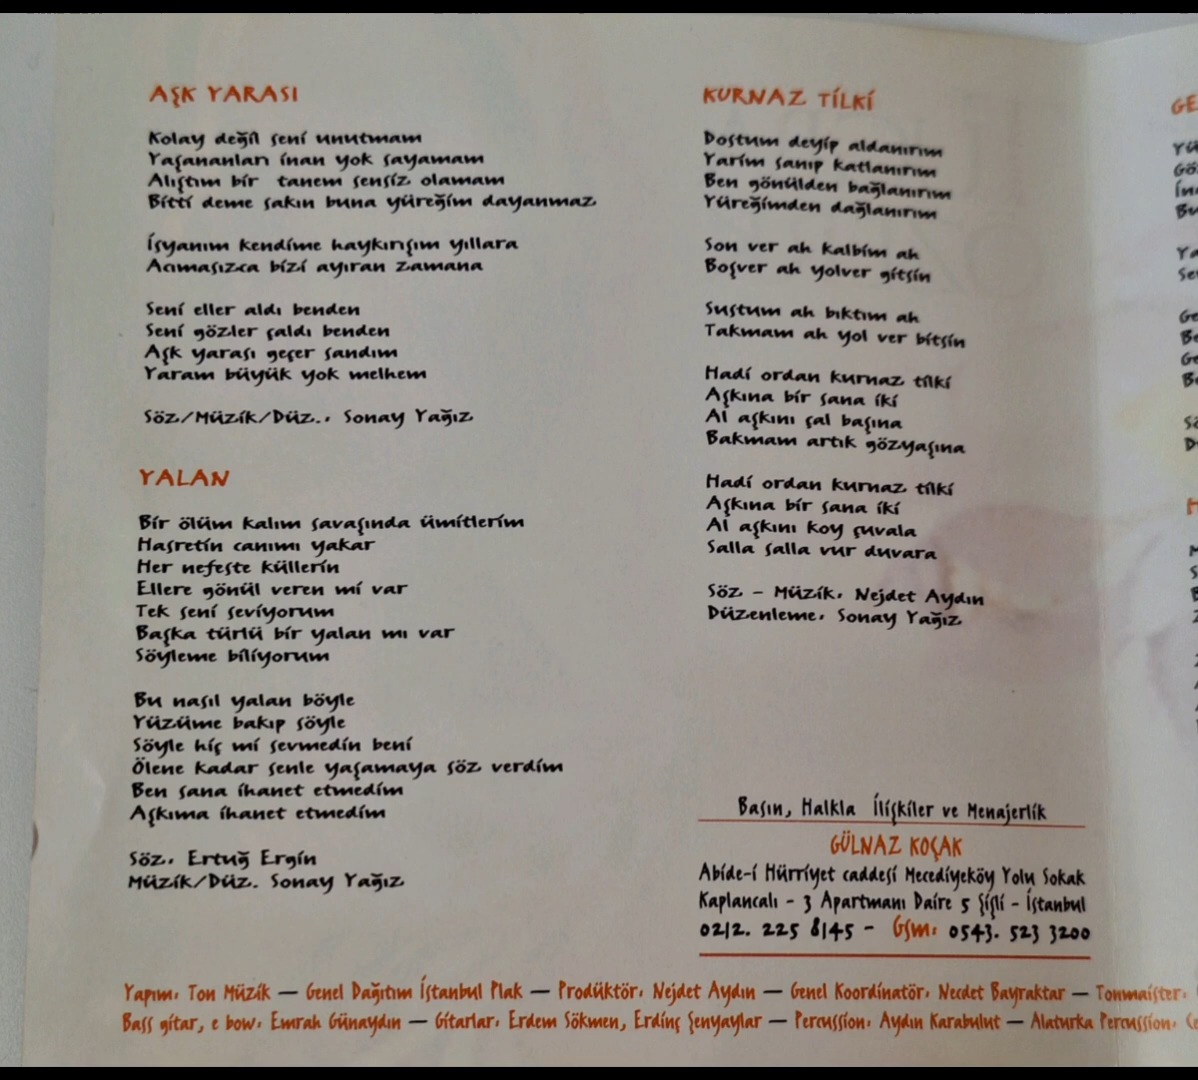 AŞK YARASI
Kolay değil seni unutmam
Yaşananları inan yok sayamam
Alıştım bir tanem sensiz olamam
Bitti deme sakın buna yüreğim dayanmaz
İsyanım kendime haykırışım yıllara
Acımasızca bizi ayıran zamana
Seni eller aldı benden
Seni gözler çaldı benden
Aşk yarası geçer sandım
Yaram büyük yok melhem
Söz/Müzik/Düz.: Sonay Yağız
YALAN
Bir ölüm kalım savaşında ümitlerim
Hasretin canımı yakar
Her nefeste küllerin
Ellere gönül veren mi var
Tek seni seviyorum
Başka türlü bir yalan mı var
Söyleme biliyorum
Bu nasıl yalan böyle
Yüzüme bakıp söyle
Söyle hiç mi sevmedin beni
Ölene kadar senle yaşamaya söz verdim
Ben sana ihanet etmedim
Aşkıma ihanet etmedim
Söz: Ertuğ Ergin
Müzik/Düz. Sonay Yağız
KURNAZ TİLKİ
Dostum deyip aldanırım
Yarim sanıp katlanırım
Ben gönülden bağlanırım
Yüreğimden dağlanırım
Son ver ah kalbim ah
Boşver ah yolver gitsin
Sustum ah bıktım ah
Takmam ah yol ver bitsin
Hadi ordan kurnaz tilki
Aşkına bir sana iki
Al aşkını çal başına
Bakmam artık gözyaşına
Hadi ordan kurnaz tilki
Aşkına bir sana iki
Al aşkını koy çuvala
Salla salla vur duvara
Söz - Müzik: Nejdet Aydın
Düzenleme: Sonay Yağız
Basın, Halkla İlişkiler ve Menajerlik
GÜLNAZ KOÇAK
Abide-i Hürriyet caddesi Mecediyeköy Yolu Sokak
Kaplancalı - 3 Apartmanı Daire 5 Şişli - İstanbul
0212. 225 8145 - Gsm: 0543. 523 3200
Yapım: Ton Müzik — Genel Dağıtım İstanbul Plak — Prodüktör: Nejdet Aydın — Genel Koordinatör: Necdet Bayraktar — Tonmaister:
Bass gitar, e bow: Emrah Günaydın — Gitarlar: Erdem Sökmen, Erdinç Şenyaylar — Percussion: Aydın Karabulut — Alaturka Percussion: